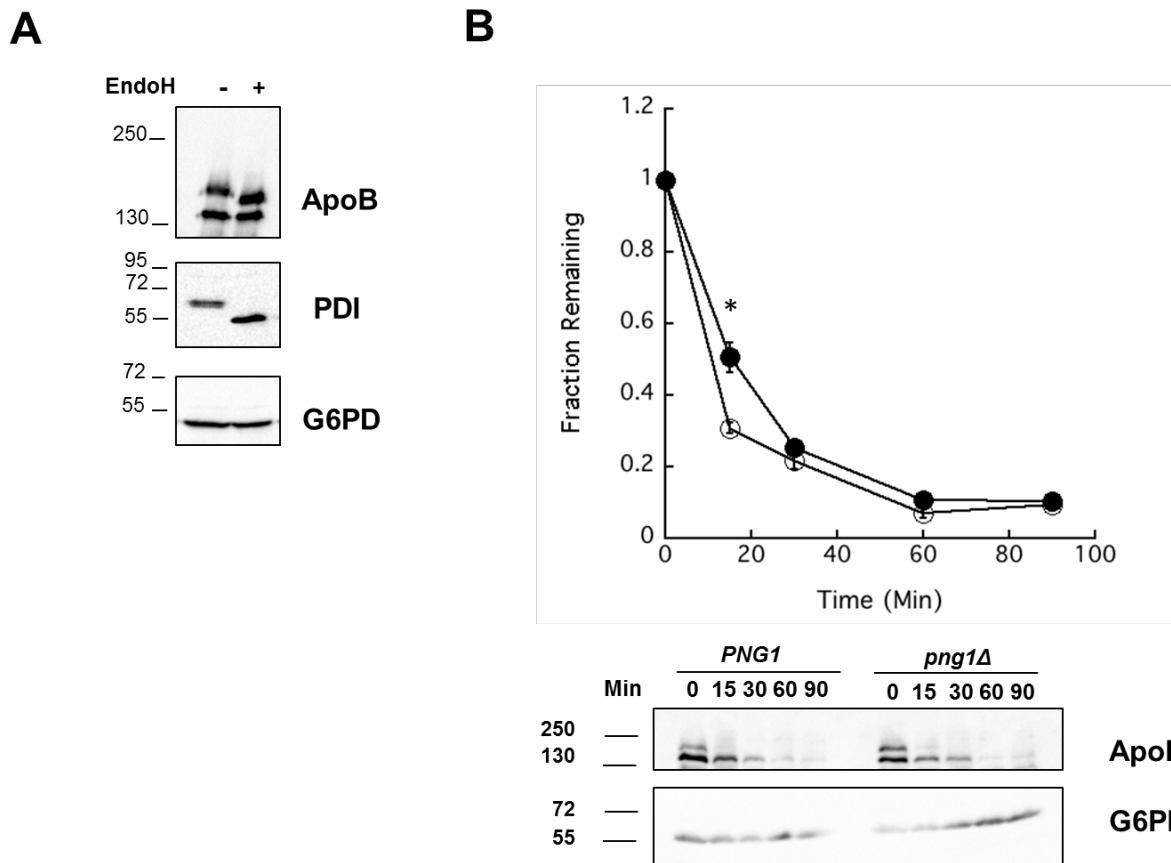 A
EndoH - +
250
130
ApoB
95
72
55
PDI
72
55
G6PD
B
1.2
1
0.8
0.6
0.4
0.2
0
*
Fraction Remaining
0 20 40 60 80 100
Time (Min)
PNG1 png1Δ
Min 0 15 30 60 90 0 15 30 60 90
250
130
Apo
72
55
G6P